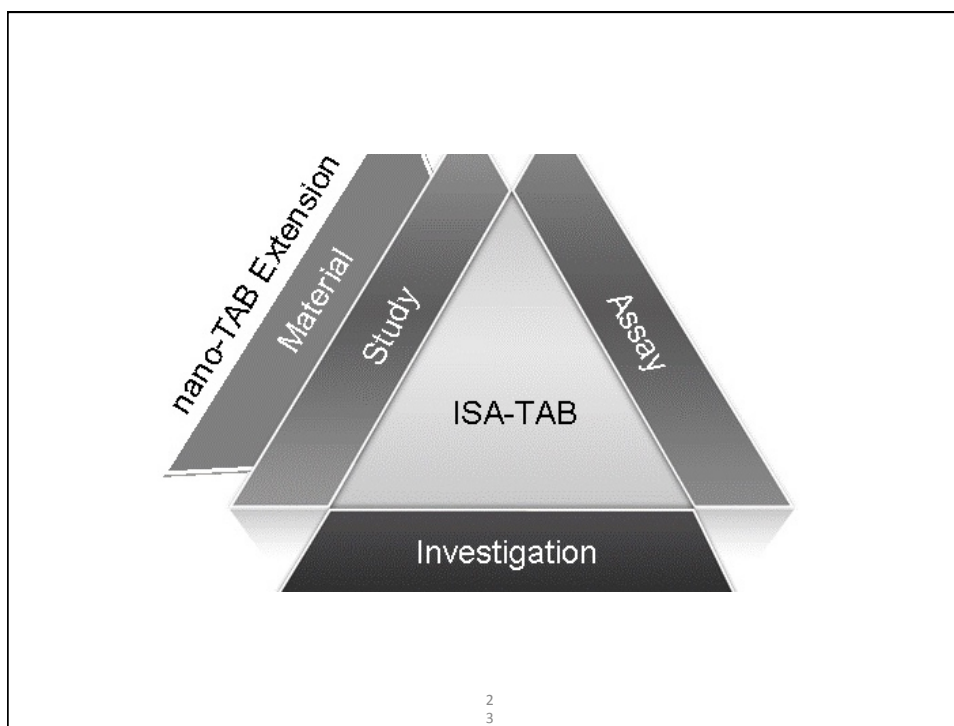 nano-TAB Extension
Material
Study
Assay
ISA-TAB
Investigation
2
3